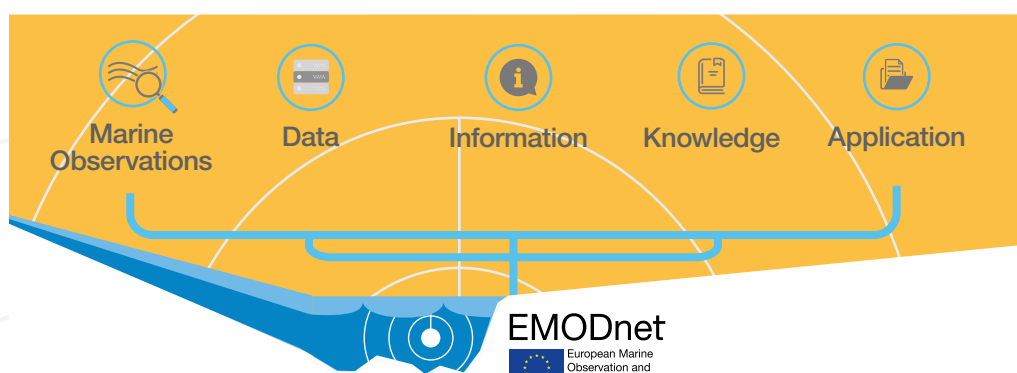 Marine
Observations
Data
Information
Knowledge
Application
EMODnet
European Marine
Observation and